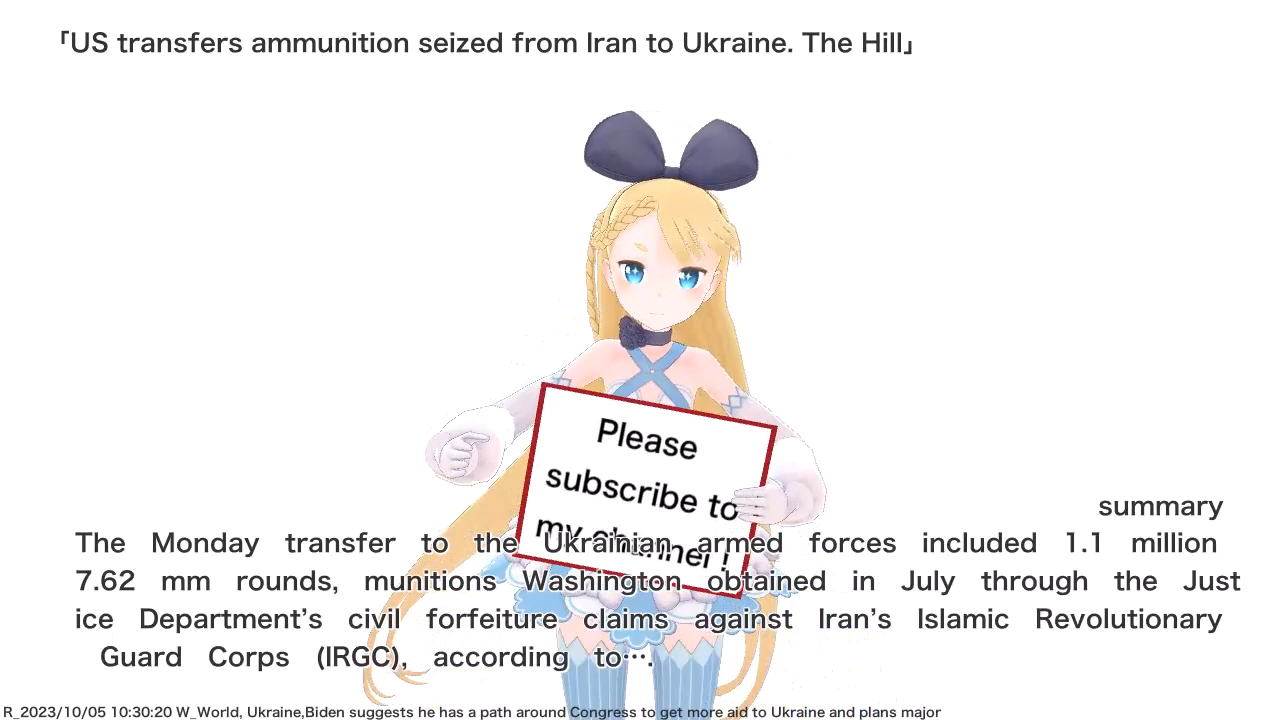 「US transfers ammunition seized from Iran to Ukraine. The Hill」
Please
subscribe to
my channel !
summary
The Monday transfer to the Ukrainian armed forces included 1.1 million
7.62 mm rounds, munitions Washington obtained in July through the Just
ice Department’s civil forfeiture claims against Iran’s Islamic Revolutionary
Guard Corps (IRGC), according to….
R_2023/10/05 10:30:20 W_World, Ukraine,Biden suggests he has a path around Congress to get more aid to Ukraine and plans major